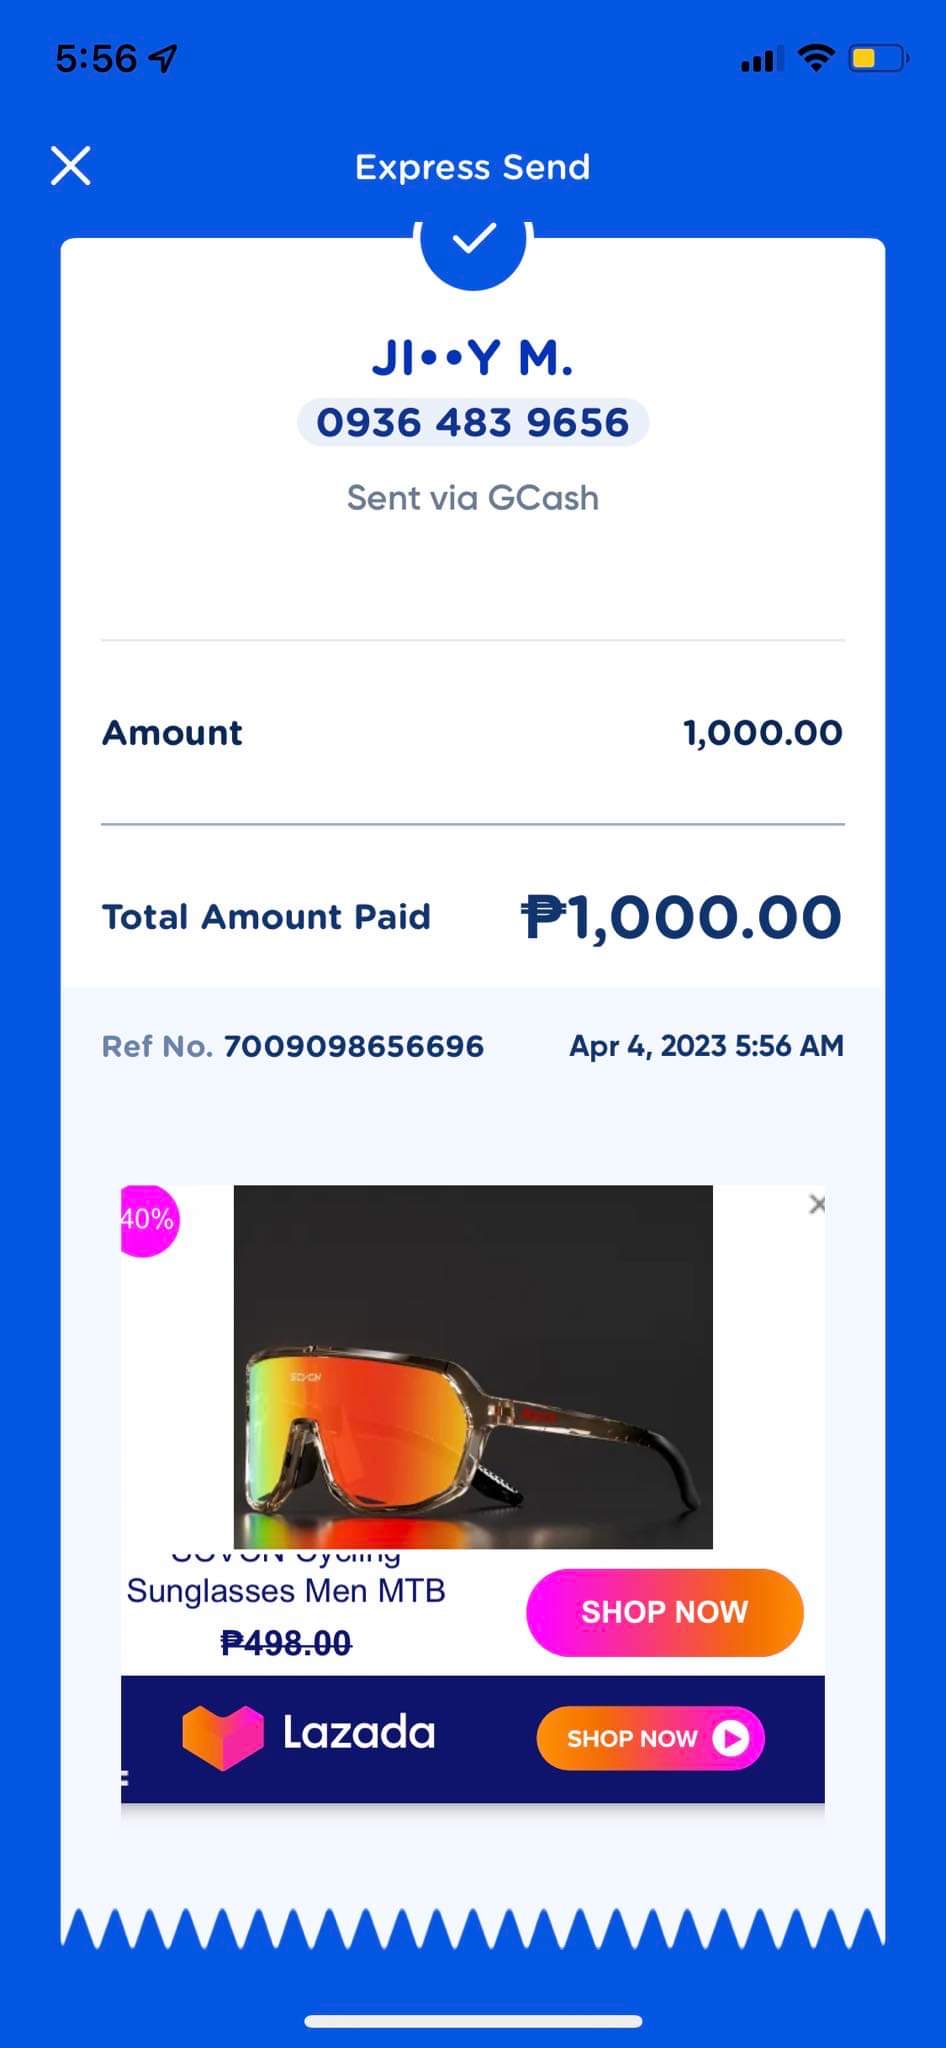 5:56
Express Send
JI••Y M.
0936 483 9656
Sent via GCash
Amount 1,000.00
Total Amount Paid ₱1,000.00
Ref No. 7009098656696 Apr 4, 2023 5:56 AM
40%
Sunglasses Men MTB
₱498.00
SHOP NOW
Lazada
SHOP NOW